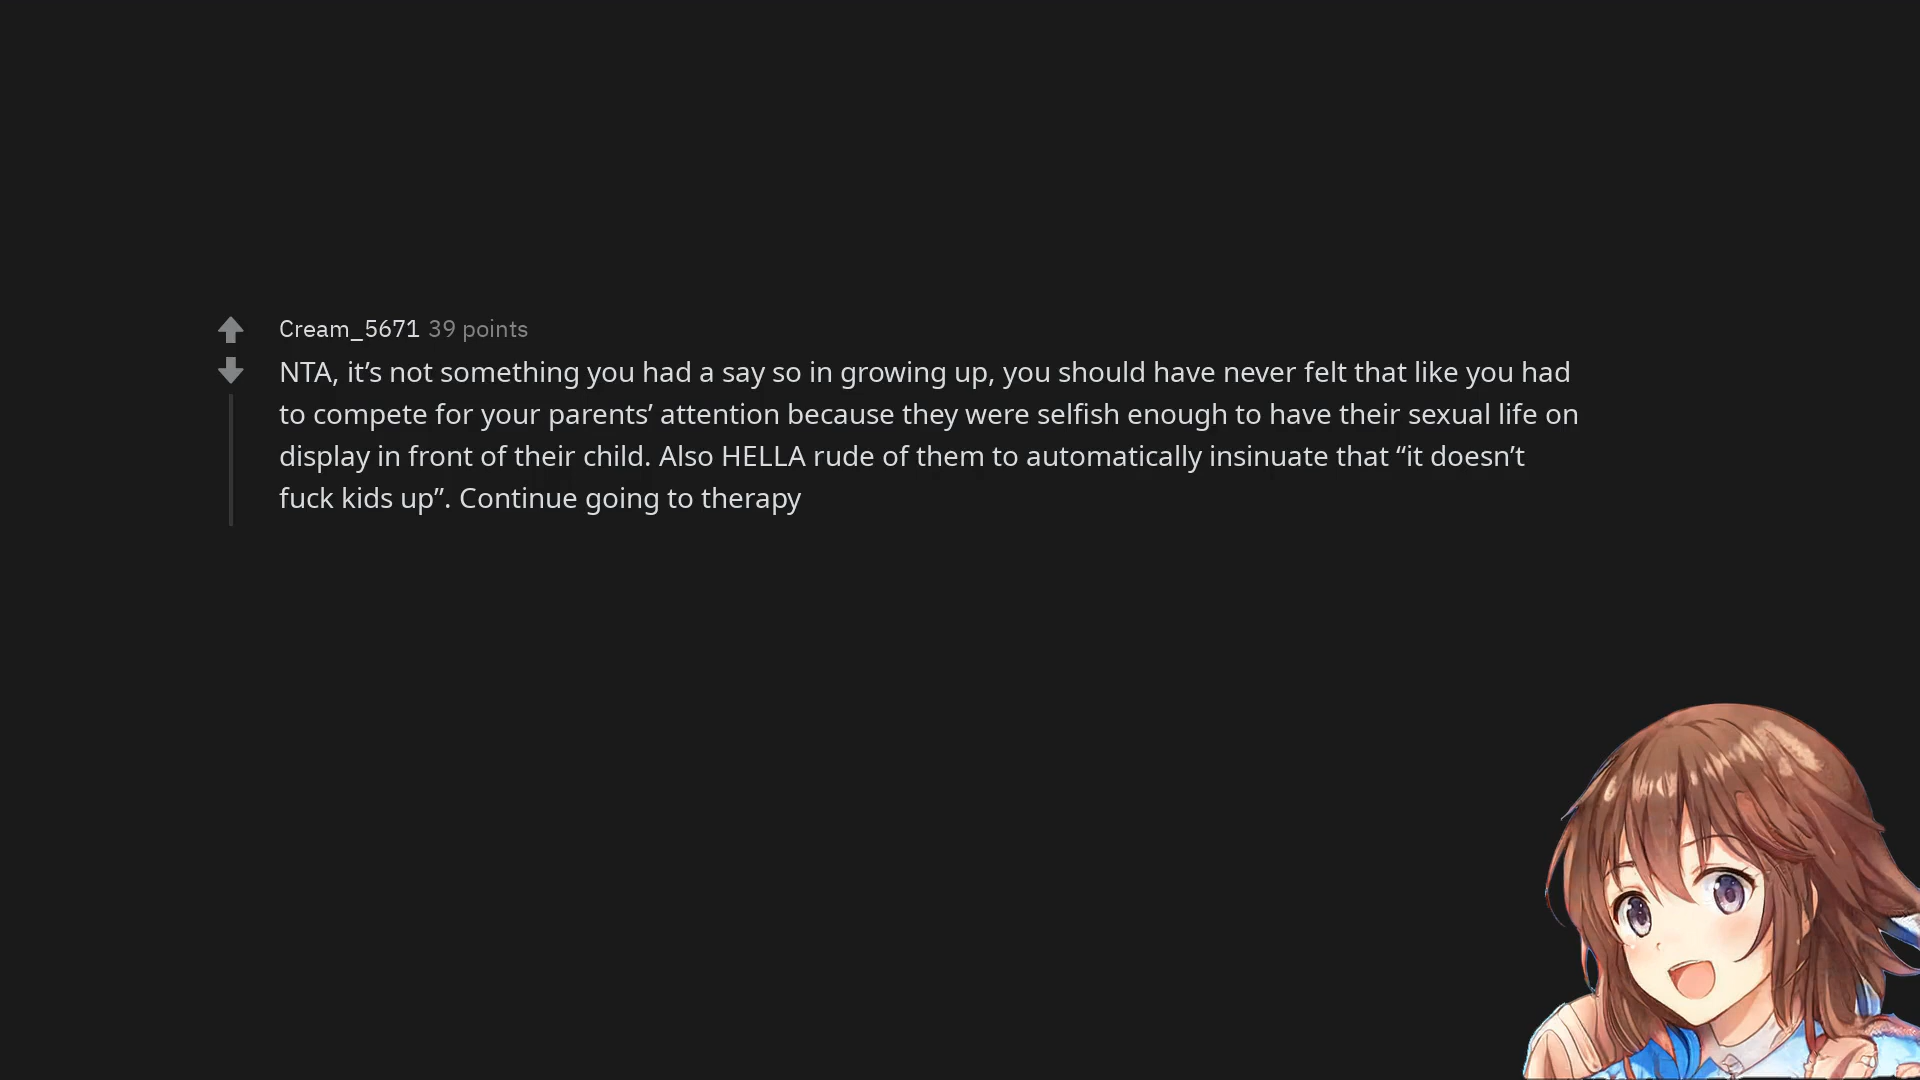 Cream_5671 39 points
NTA, it’s not something you had a say so in growing up, you should have never felt that like you had
to compete for your parents’ attention because they were selfish enough to have their sexual life on
display in front of their child. Also HELLA rude of them to automatically insinuate that “it doesn’t
fuck kids up”. Continue going to therapy